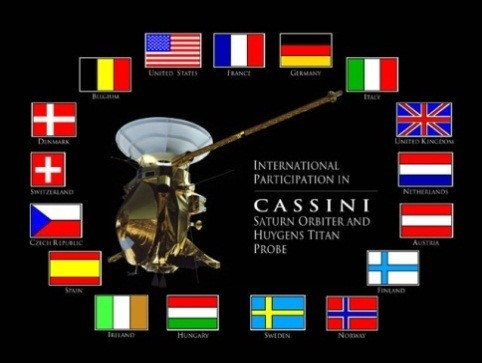 UNITED STATES
FRANCE
GERMANY
BELGIUM
ITALY
DENMARK
UNITED KINGDOM
SWITZERLAND
NETHERLANDS
CZECH REPUBLIC
AUSTRIA
SPAIN
FINLAND
IRELAND
HUNGARY
SWEDEN
NORWAY
INTERNATIONAL
PARTICIPATION IN
CASSINI
SATURN ORBITER AND
HUYGENS TITAN
PROBE